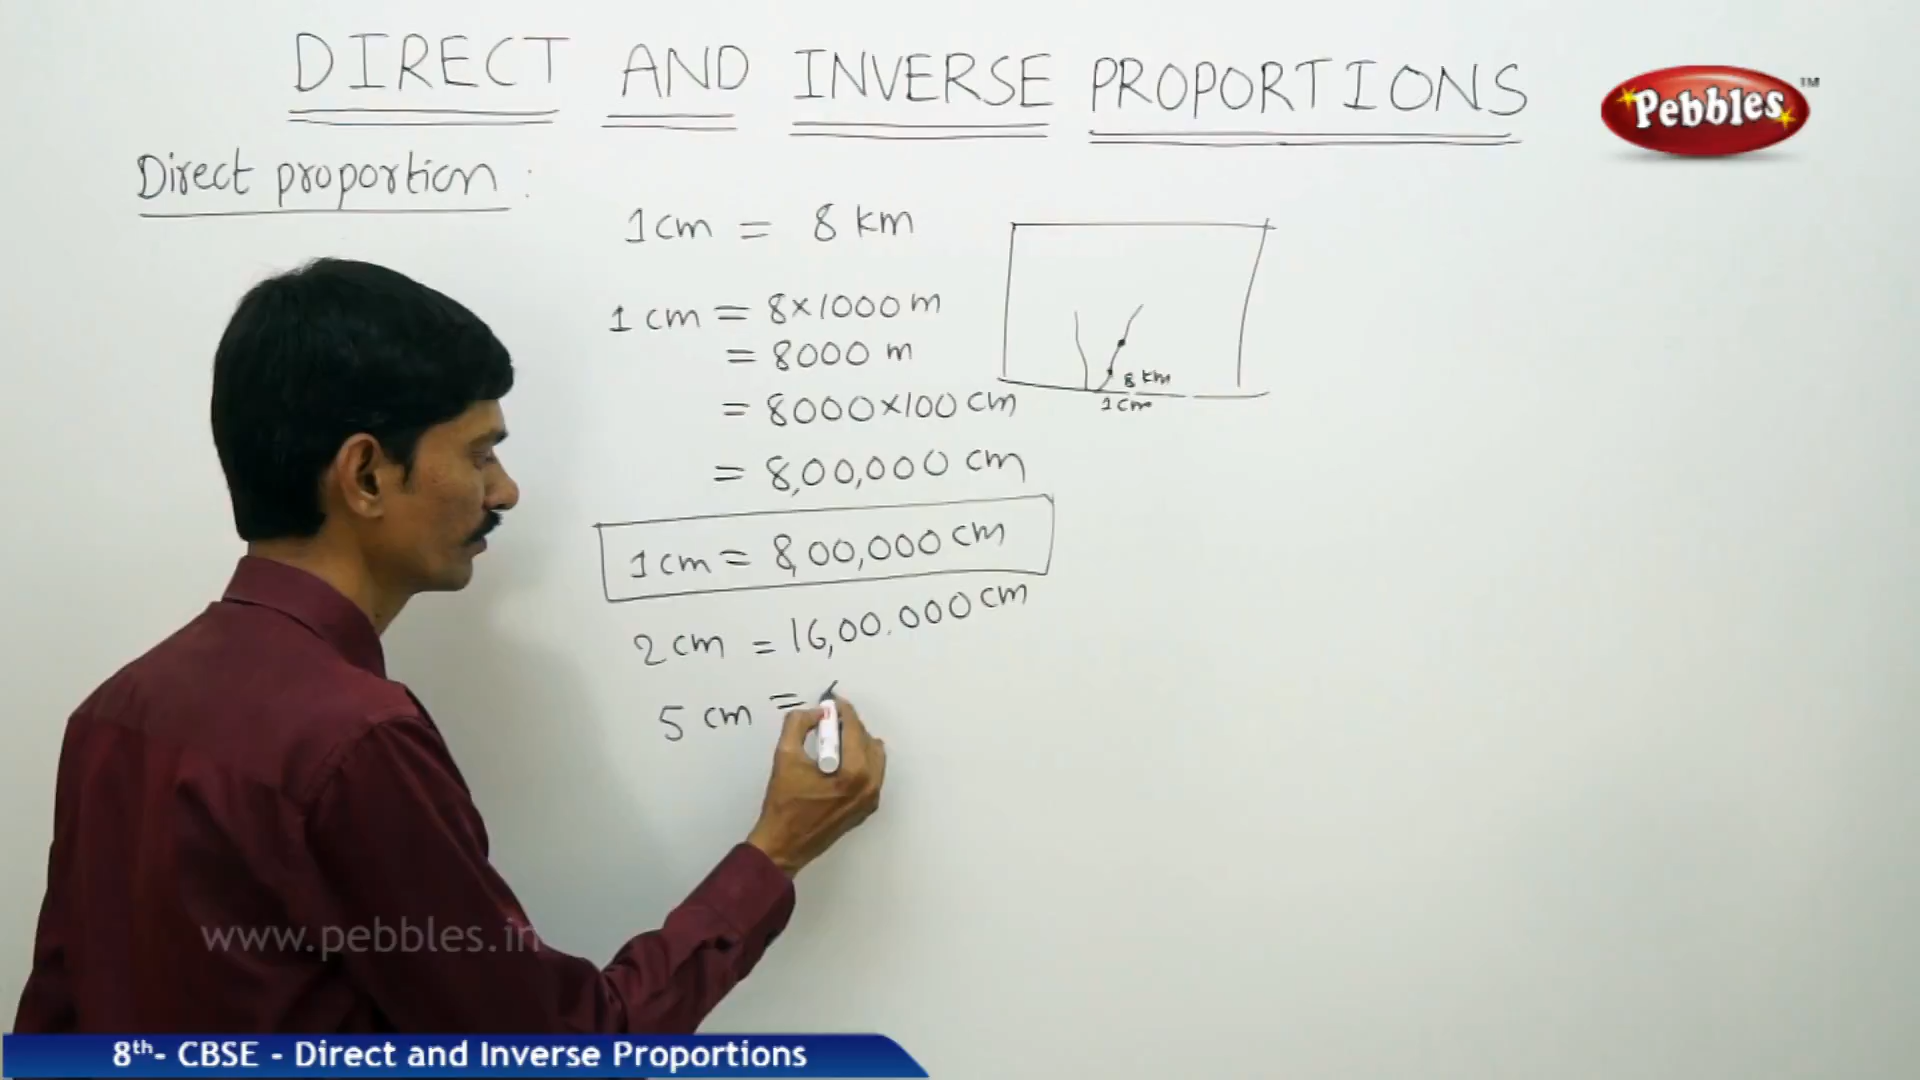 DIRECT AND INVERSE PROPORTIONS
Pebbles™
Direct proportion :
1 cm = 8 km
1 cm = 8×1000 m
= 8000 m
= 8000×100 cm
= 8,00,000 cm
1 cm = 8,00,000 cm
2 cm = 16,00.000 cm
5 cm =
8 km
1 cm
www.pebbles.in
8th- CBSE - Direct and Inverse Proportions